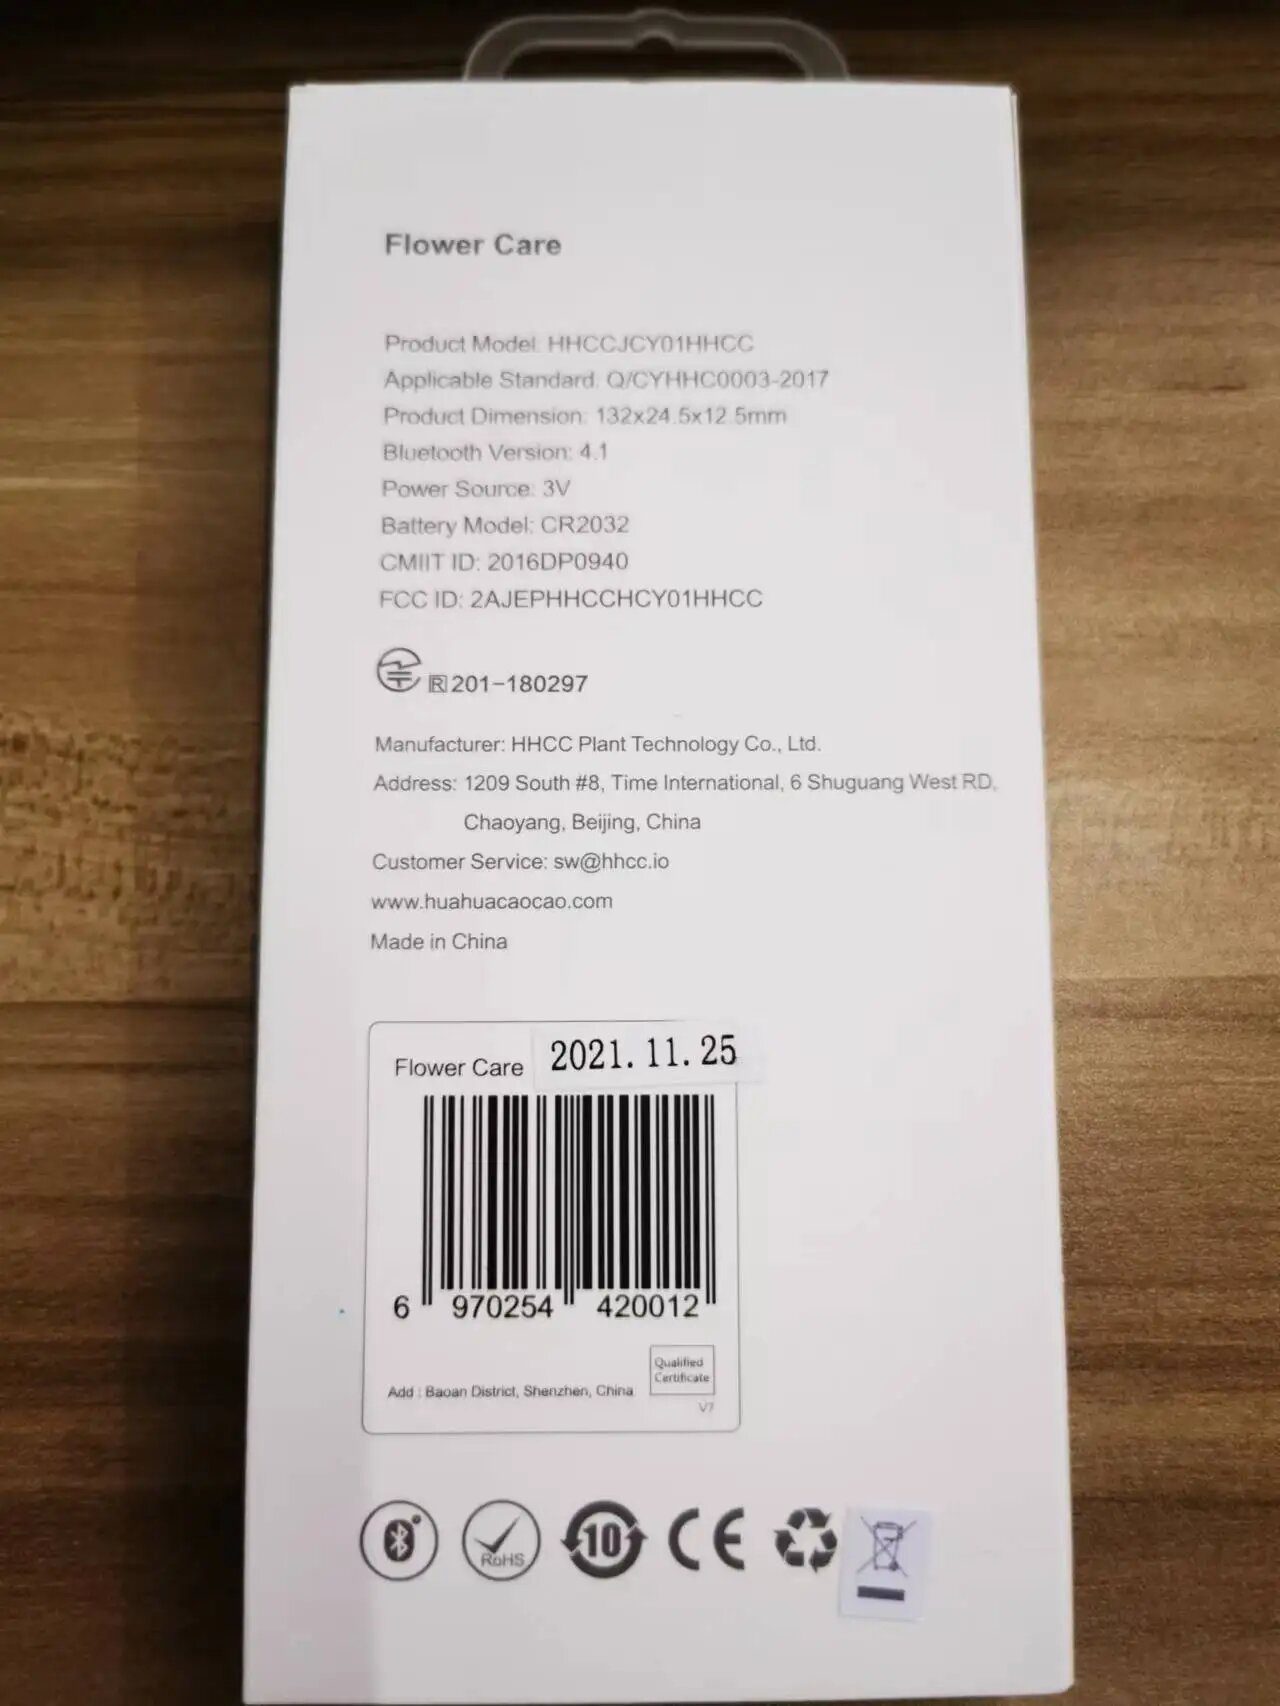 Flower Care
Product Model: HHCCJCY01HHCC
Applicable Standard: Q/CYHHC0003-2017
Product Dimension: 132x24.5x12.5mm
Bluetooth Version: 4.1
Power Source: 3V
Battery Model: CR2032
CMIIT ID: 2016DP0940
FCC ID: 2AJEPHHCCHCY01HHCC
R 201-180297
Manufacturer: HHCC Plant Technology Co., Ltd.
Address: 1209 South #8, Time International, 6 Shuguang West RD,
Chaoyang, Beijing, China
Customer Service: sw@hhcc.io
www.huahuacaocao.com
Made in China
Flower Care 2021.11.25
6 970254 420012
Qualified
Certificate
Add : Baoan District, Shenzhen, China
V7
RoHS 10 CE